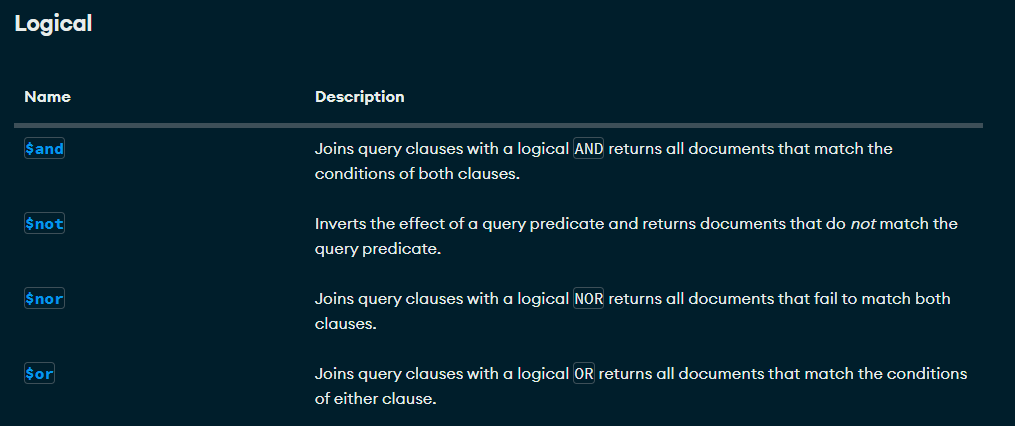 Logical
Name Description
$and Joins query clauses with a logical AND returns all documents that match the
conditions of both clauses.
$not Inverts the effect of a query predicate and returns documents that do not match the
query predicate.
$nor Joins query clauses with a logical NOR returns all documents that fail to match both
clauses.
$or Joins query clauses with a logical OR returns all documents that match the conditions
of either clause.